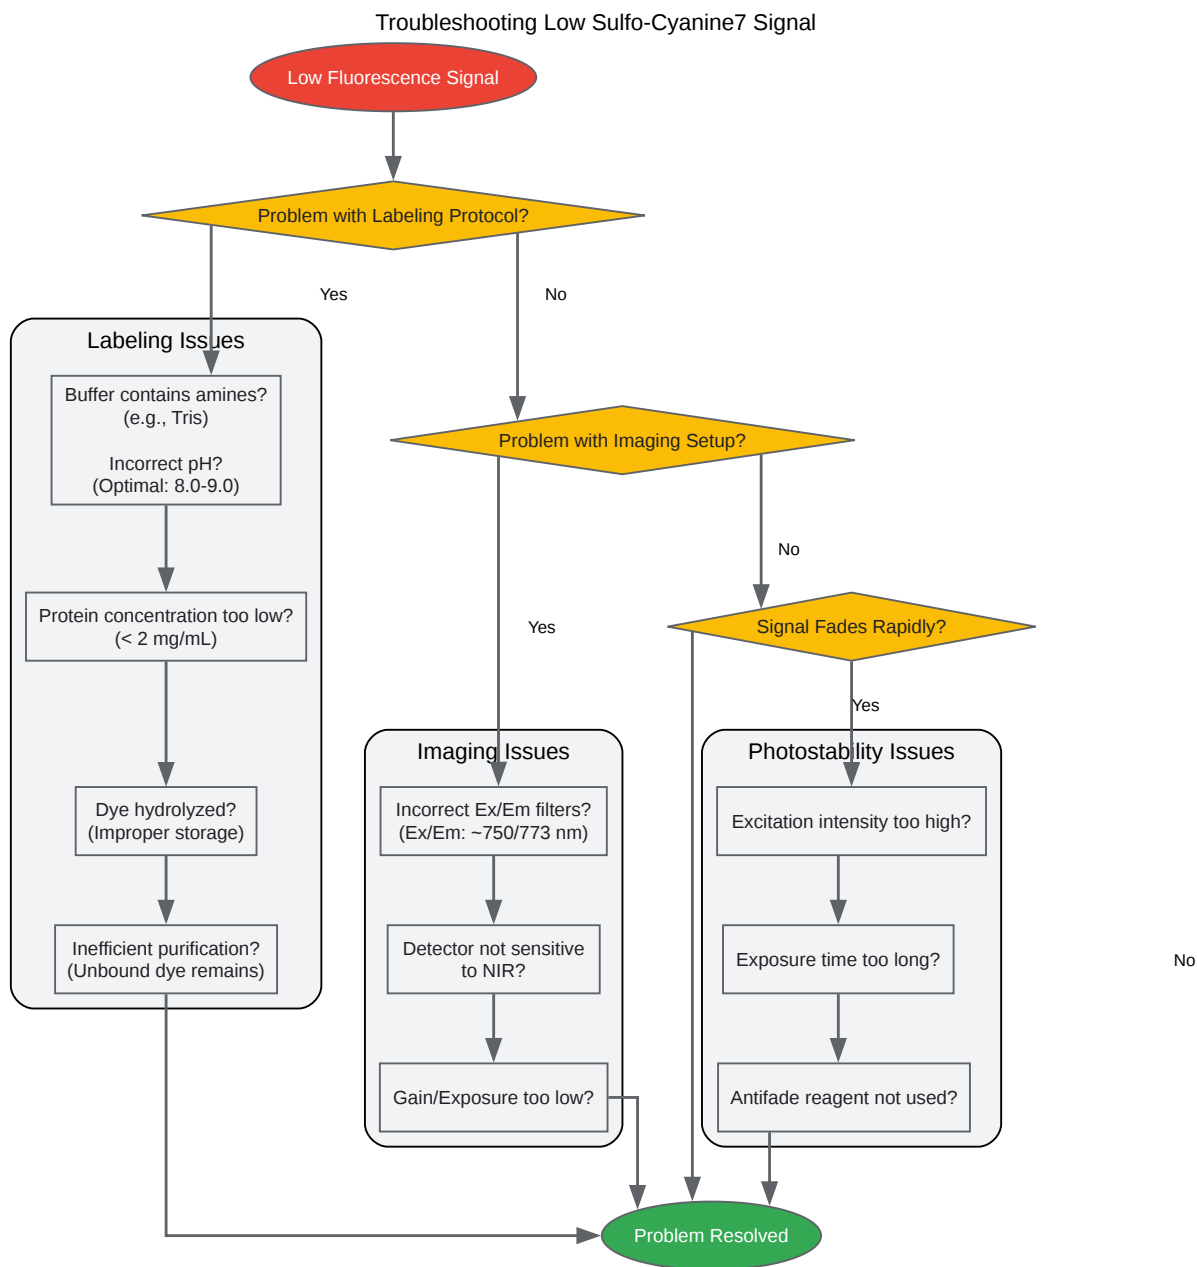 Troubleshooting Low Sulfo-Cyanine7 Signal
Low Fluorescence Signal
Problem with Labeling Protocol?
Yes
No
Labeling Issues
Buffer contains amines?
(e.g., Tris)
Incorrect pH?
(Optimal: 8.0-9.0)
Protein concentration too low?
(< 2 mg/mL)
Dye hydrolyzed?
(Improper storage)
Inefficient purification?
(Unbound dye remains)
Problem with Imaging Setup?
Yes
No
Imaging Issues
Incorrect Ex/Em filters?
(Ex/Em: ~750/773 nm)
Detector not sensitive
to NIR?
Gain/Exposure too low?
Signal Fades Rapidly?
Yes
No
Photostability Issues
Excitation intensity too high?
Exposure time too long?
Antifade reagent not used?
Problem Resolved